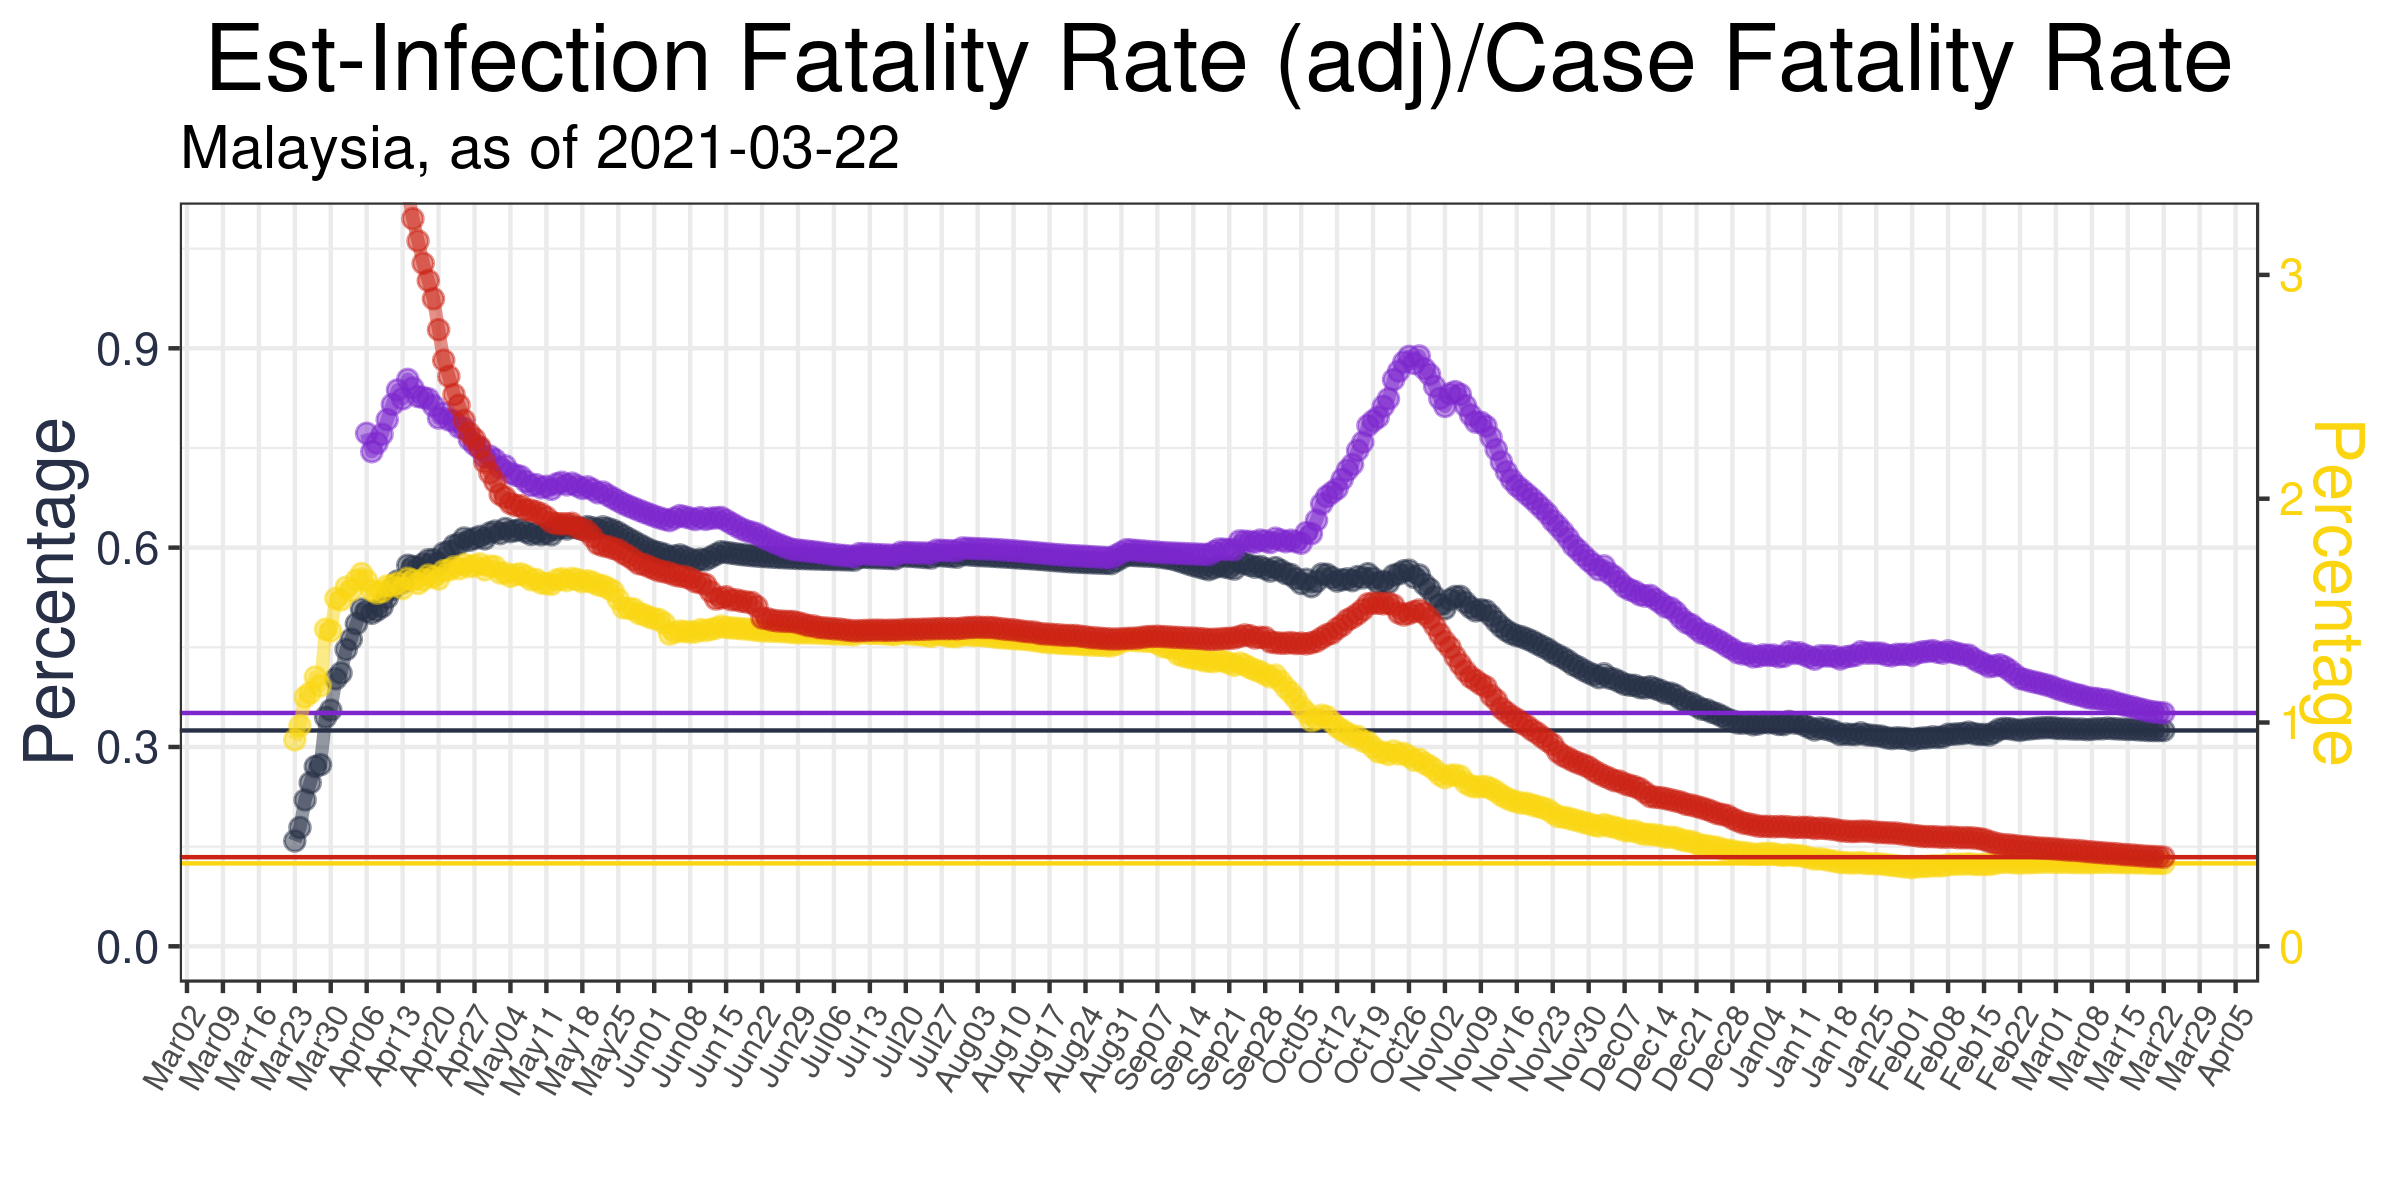 Est-Infection Fatality Rate (adj)/Case Fatality Rate
Malaysia, as of 2021-03-22
Percentage
0.9
0.6
0.3
0.0
3
2
1
0
Percentage
Mar02
Mar09
Mar16
Mar23
Mar30
Apr06
Apr13
Apr20
Apr27
May04
May11
May18
May25
Jun01
Jun08
Jun15
Jun22
Jun29
Jul06
Jul13
Jul20
Jul27
Aug03
Aug10
Aug17
Aug24
Aug31
Sep07
Sep14
Sep21
Sep28
Oct05
Oct12
Oct19
Oct26
Nov02
Nov09
Nov16
Nov23
Nov30
Dec07
Dec14
Dec21
Dec28
Jan04
Jan11
Jan18
Jan25
Feb01
Feb08
Feb15
Feb22
Mar01
Mar08
Mar15
Mar22
Mar29
Apr05